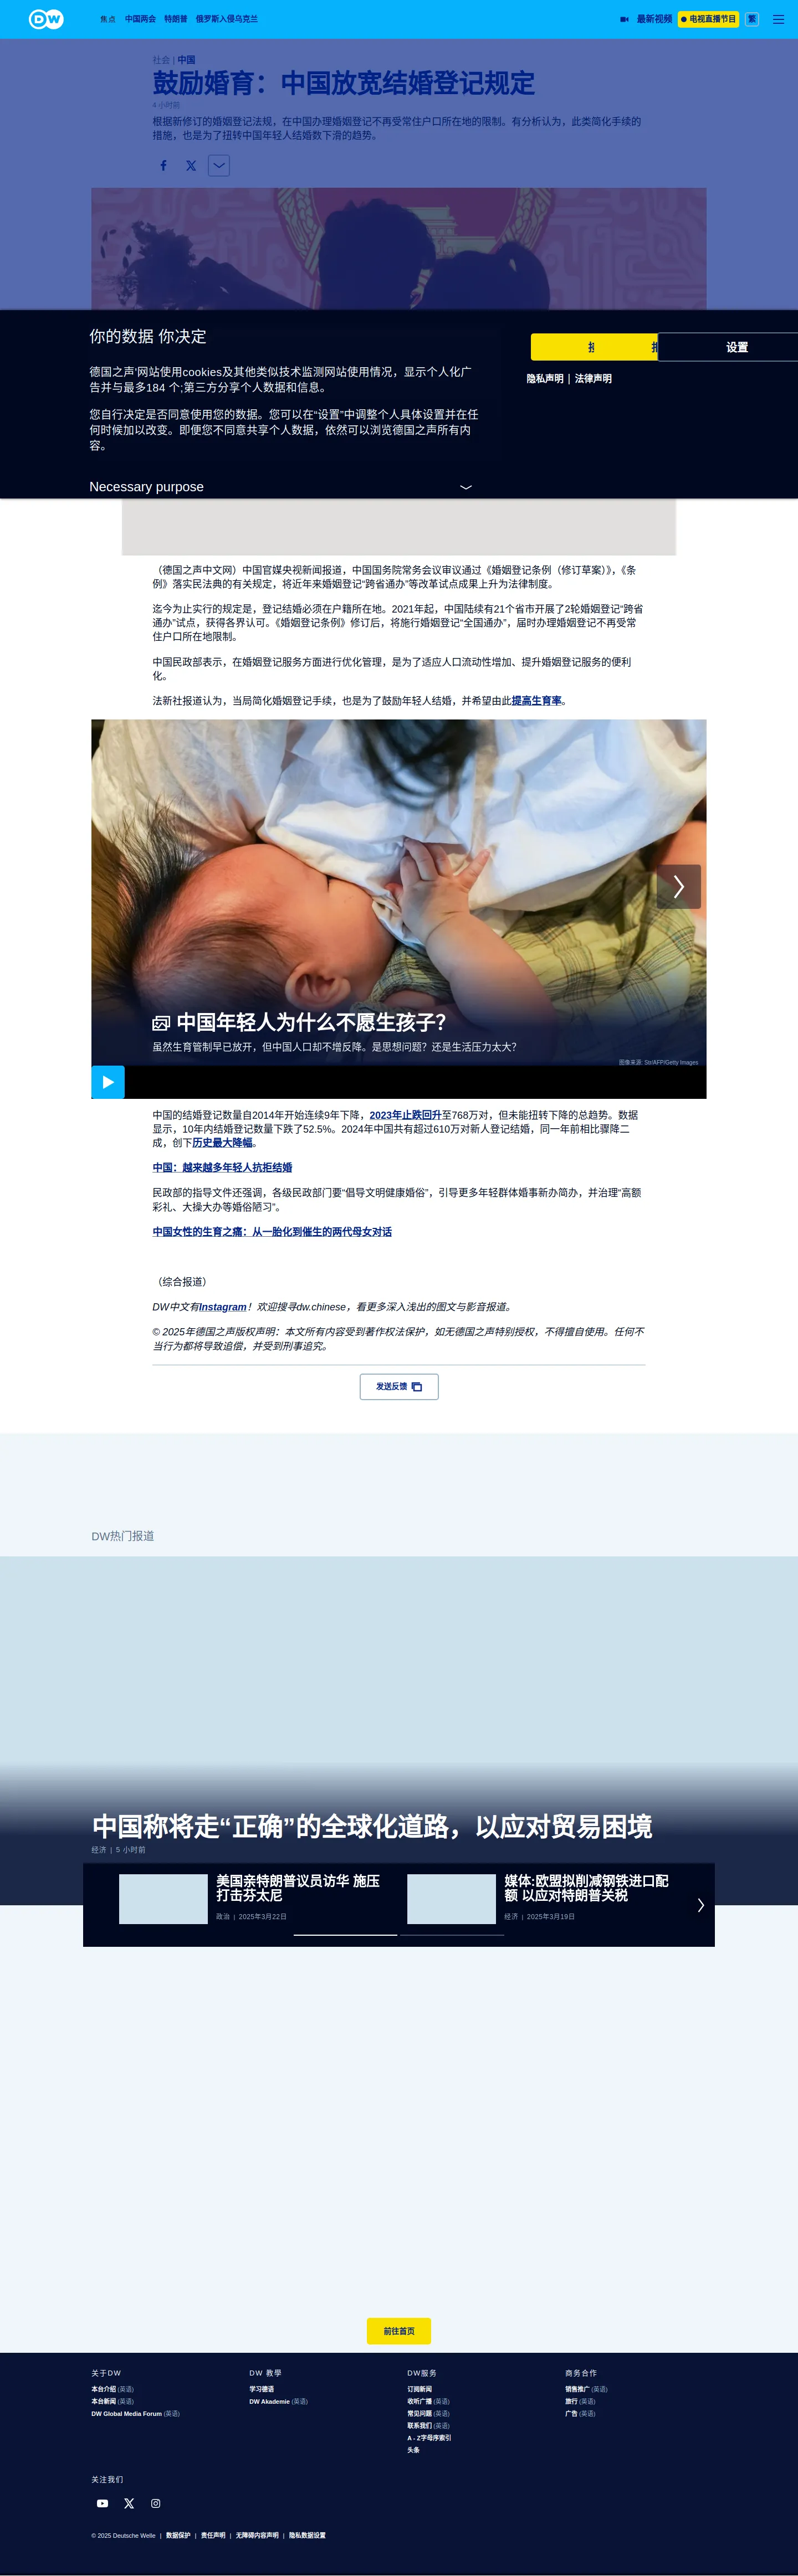 DW
焦点 中国两会 特朗普 俄罗斯入侵乌克兰
最新视频 电视直播节目 繁
社会 | 中国
鼓励婚育：中国放宽结婚登记规定
4 小时前
根据新修订的婚姻登记法规，在中国办理婚姻登记不再受常住户口所在地的限制。有分析认为，此类简化手续的
措施，也是为了扭转中国年轻人结婚数下滑的趋势。
你的数据 你决定
德国之声'网站使用cookies及其他类似技术监测网站使用情况，显示个人化广
告并与最多184 个;第三方分享个人数据和信息。
您自行决定是否同意使用您的数据。您可以在"设置"中调整个人具体设置并在任
何时候加以改变。即便您不同意共享个人数据，依然可以浏览德国之声所有内
容。
Necessary purpose
设置
隐私声明 | 法律声明
（德国之声中文网）中国官媒央视新闻报道，中国国务院常务会议审议通过《婚姻登记条例（修订草案）》，《条
例》落实民法典的有关规定，将近年来婚姻登记“跨省通办”等改革试点成果上升为法律制度。
迄今为止实行的规定是，登记结婚必须在户籍所在地。2021年起，中国陆续有21个省市开展了2轮婚姻登记“跨省
通办”试点，获得各界认可。《婚姻登记条例》修订后，将施行婚姻登记“全国通办”，届时办理婚姻登记不再受常
住户口所在地限制。
中国民政部表示，在婚姻登记服务方面进行优化管理，是为了适应人口流动性增加、提升婚姻登记服务的便利
化。
法新社报道认为，当局简化婚姻登记手续，也是为了鼓励年轻人结婚，并希望由此提高生育率。
中国年轻人为什么不愿生孩子？
虽然生育管制早已放开，但中国人口却不增反降。是思想问题？还是生活压力太大？
图像来源: Str/AFP/Getty Images
中国的结婚登记数量自2014年开始连续9年下降，2023年止跌回升至768万对，但未能扭转下降的总趋势。数据
显示，10年内结婚登记数量下跌了52.5%。2024年中国共有超过610万对新人登记结婚，同一年前相比骤降二
成，创下历史最大降幅。
中国：越来越多年轻人抗拒结婚
民政部的指导文件还强调，各级民政部门要“倡导文明健康婚俗”，引导更多年轻群体婚事新办简办，并治理“高额
彩礼、大操大办等婚俗陋习”。
中国女性的生育之痛：从一胎化到催生的两代母女对话
（综合报道）
DW中文有Instagram！欢迎搜寻dw.chinese，看更多深入浅出的图文与影音报道。
© 2025年德国之声版权声明：本文所有内容受到著作权法保护，如无德国之声特别授权，不得擅自使用。任何不
当行为都将导致追偿，并受到刑事追究。
发送反馈
DW热门报道
中国称将走“正确”的全球化道路，以应对贸易困境
经济 | 5 小时前
美国亲特朗普议员访华 施压
打击芬太尼
政治 | 2025年3月22日
媒体:欧盟拟削减钢铁进口配
额 以应对特朗普关税
经济 | 2025年3月19日
前往首页
关于DW
本台介绍 (英语)
本台新闻 (英语)
DW Global Media Forum (英语)
DW 教學
学习德语
DW Akademie (英语)
DW服务
订阅新闻
收听广播 (英语)
常见问题 (英语)
联系我们 (英语)
A - Z字母序索引
头条
商务合作
销售推广 (英语)
旅行 (英语)
广告 (英语)
关注我们
© 2025 Deutsche Welle | 数据保护 | 责任声明 | 无障碍内容声明 | 隐私数据设置